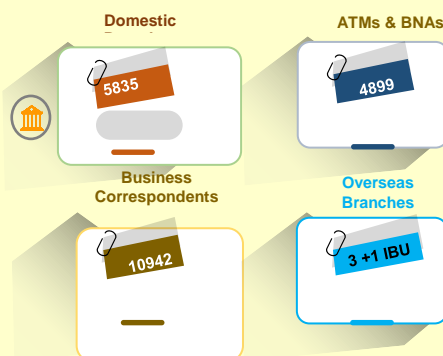 Domestic
5835
ATMs & BNAs
4899
Business
Correspondents
10942
Overseas
Branches
3 +1 IBU